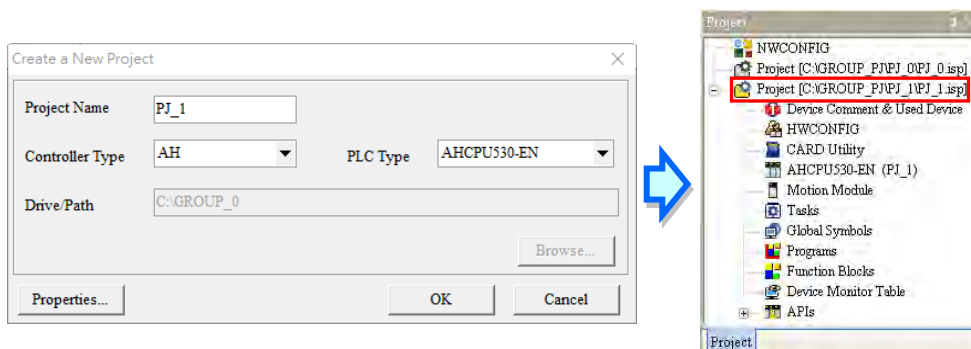 Create a New Project
Project Name PJ_1
Controller Type AH PLC Type AHCPU530-EN
Drive/Path C:\GROUP_0
Browse...
Properties... OK Cancel
Project
NWCONFIG
Project [C:\GROUP_PJ\PJ_0\PJ_0.isp]
Project [C:\GROUP_PJ\PJ_1\PJ_1.isp]
Device Comment & Used Device
HWCONFIG
CARD Utility
AHCPU530-EN (PJ_1)
Motion Module
Tasks
Global Symbols
Programs
Function Blocks
Device Monitor Table
APIs
Project